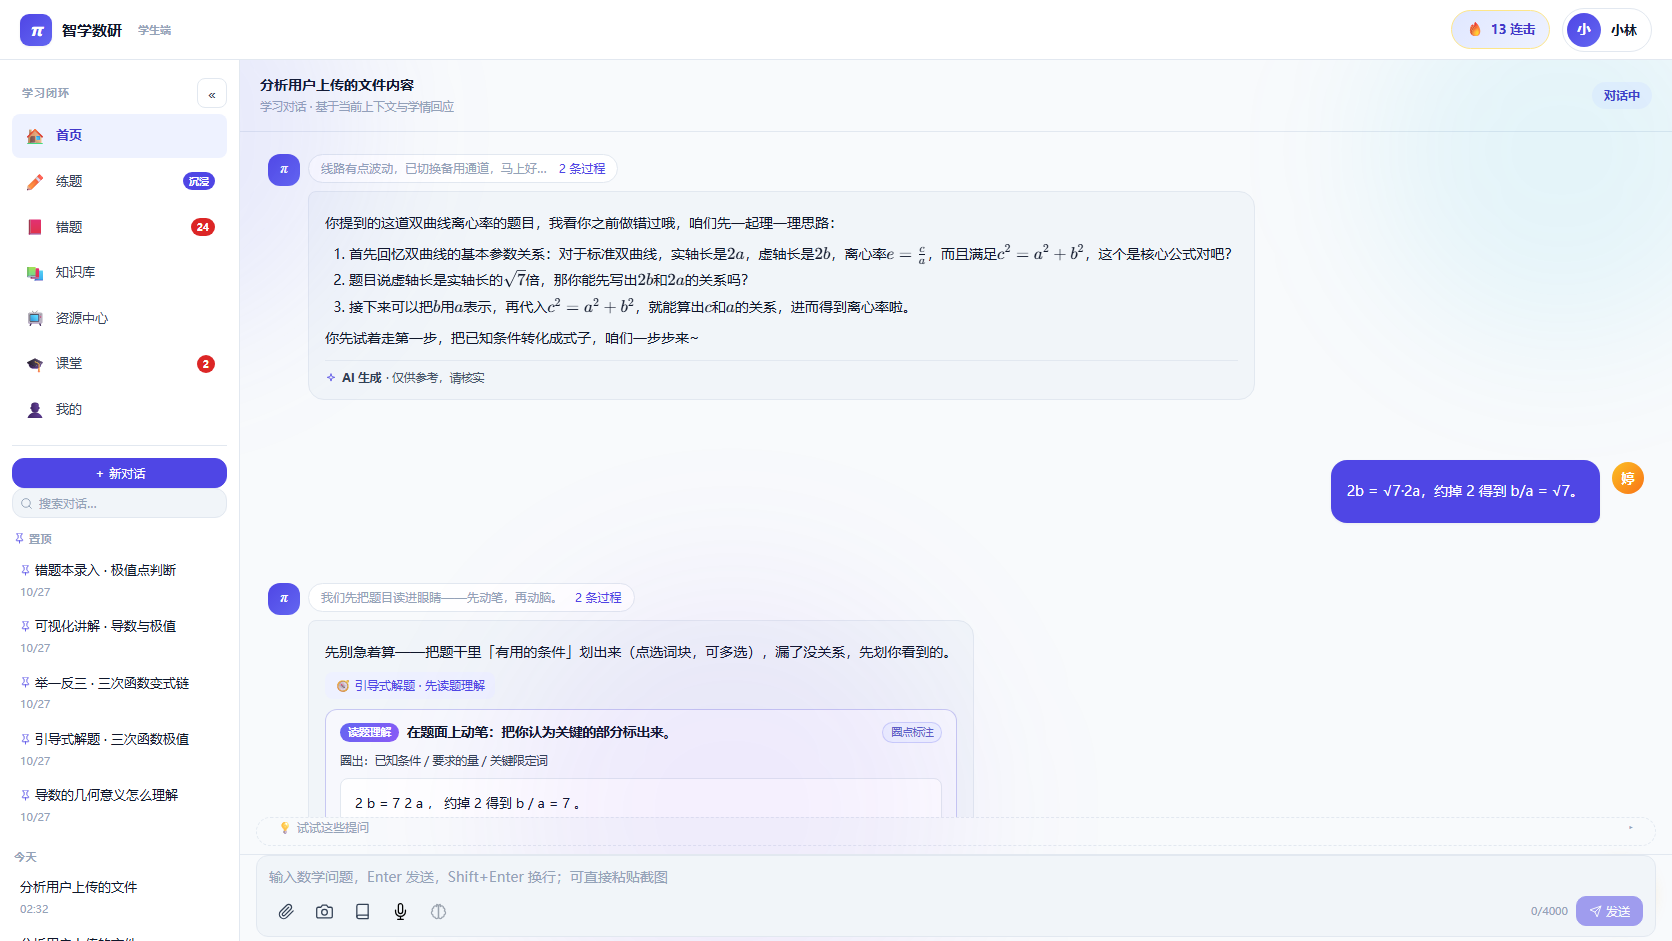 π 智学数研 学生端
13 连击
小 小林
学习闭环
«
首页
练题 沉浸
错题 24
知识库
资源中心
课堂 2
我的
+ 新对话
搜索对话...
置顶
错题本录入 · 极值点判断
10/27
可视化讲解 · 导数与极值
10/27
举一反三 · 三次函数变式链
10/27
引导式解题 · 三次函数极值
10/27
导数的几何意义怎么理解
10/27
今天
分析用户上传的文件
02:32
分析用户上传的文件内容
学习对话 · 基于当前上下文与学情回应
对话中
π 线路有点波动，已切换备用通道，马上好... 2 条过程
你提到的这道双曲线离心率的题目，我看你之前做错过哦，咱们先一起理一理思路：
1. 首先回忆双曲线的基本参数关系：对于标准双曲线，实轴长是2a，虚轴长是2b，离心率e = c/a，而且满足c² = a² + b²，这个是核心公式对吧？
2. 题目说虚轴长是实轴长的√7倍，那你能先写出2b和2a的关系吗？
3. 接下来可以把b用a表示，再代入c² = a² + b²，就能算出c和a的关系，进而得到离心率啦。
你先试着走第一步，把已知条件转化成式子，咱们一步步来~
AI 生成 · 仅供参考，请核实
2b = √7·2a，约掉 2 得到 b/a = √7。
婷
π 我们先把题目读进眼睛——先动笔，再动脑。 2 条过程
先别急着算——把题干里「有用的条件」划出来（点选词块，可多选），漏了没关系，先划你看到的。
引导式解题 · 先读题理解
读题理解 在题面上动笔：把你认为关键的部分标出来。 圈点标注
圈出：已知条件 / 要求的量 / 关键限定词
2 b = 7 2 a ， 约掉 2 得到 b / a = 7 。
试试这些提问
输入数学问题，Enter 发送，Shift+Enter 换行；可直接粘贴截图
0/4000 发送